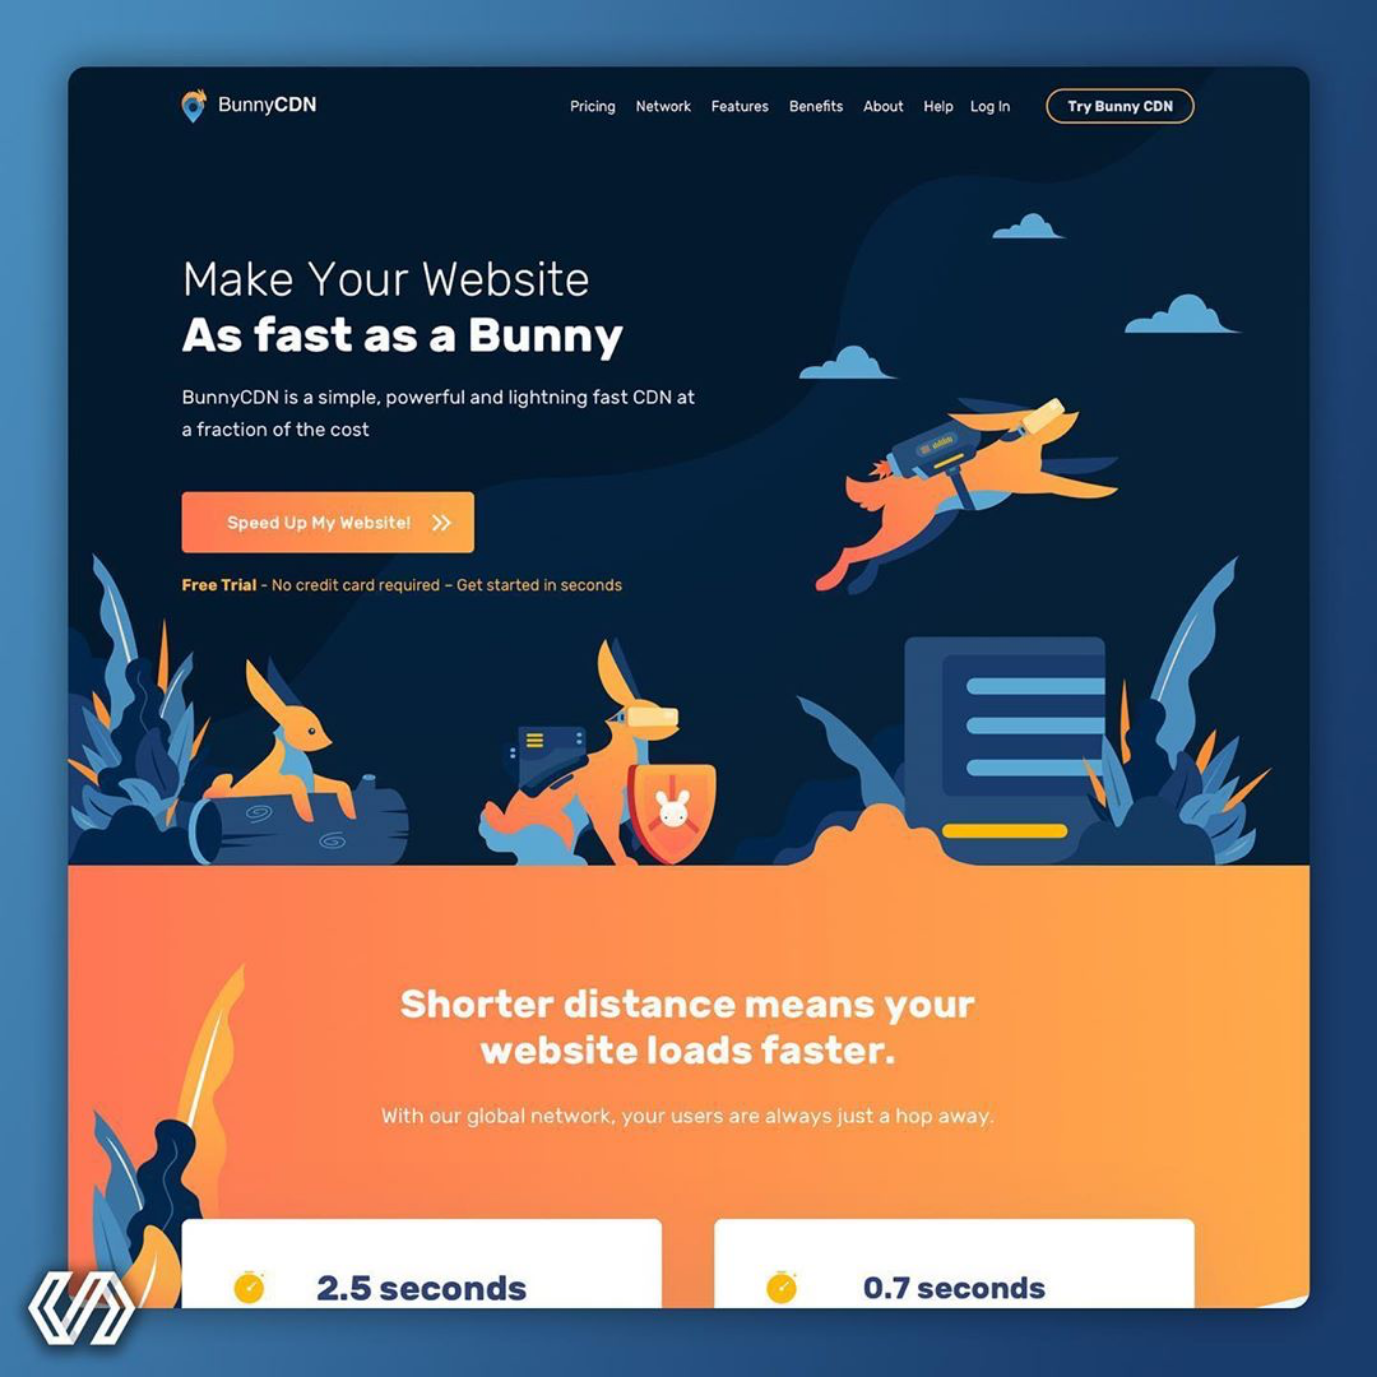 BunnyCDN
Pricing Network Features Benefits About Help Log In Try Bunny CDN
Make Your Website
As fast as a Bunny
BunnyCDN is a simple, powerful and lightning fast CDN at
a fraction of the cost
Speed Up My Website!
Free Trial - No credit card required – Get started in seconds
Shorter distance means your
website loads faster.
With our global network, your users are always just a hop away.
2.5 seconds
0.7 seconds